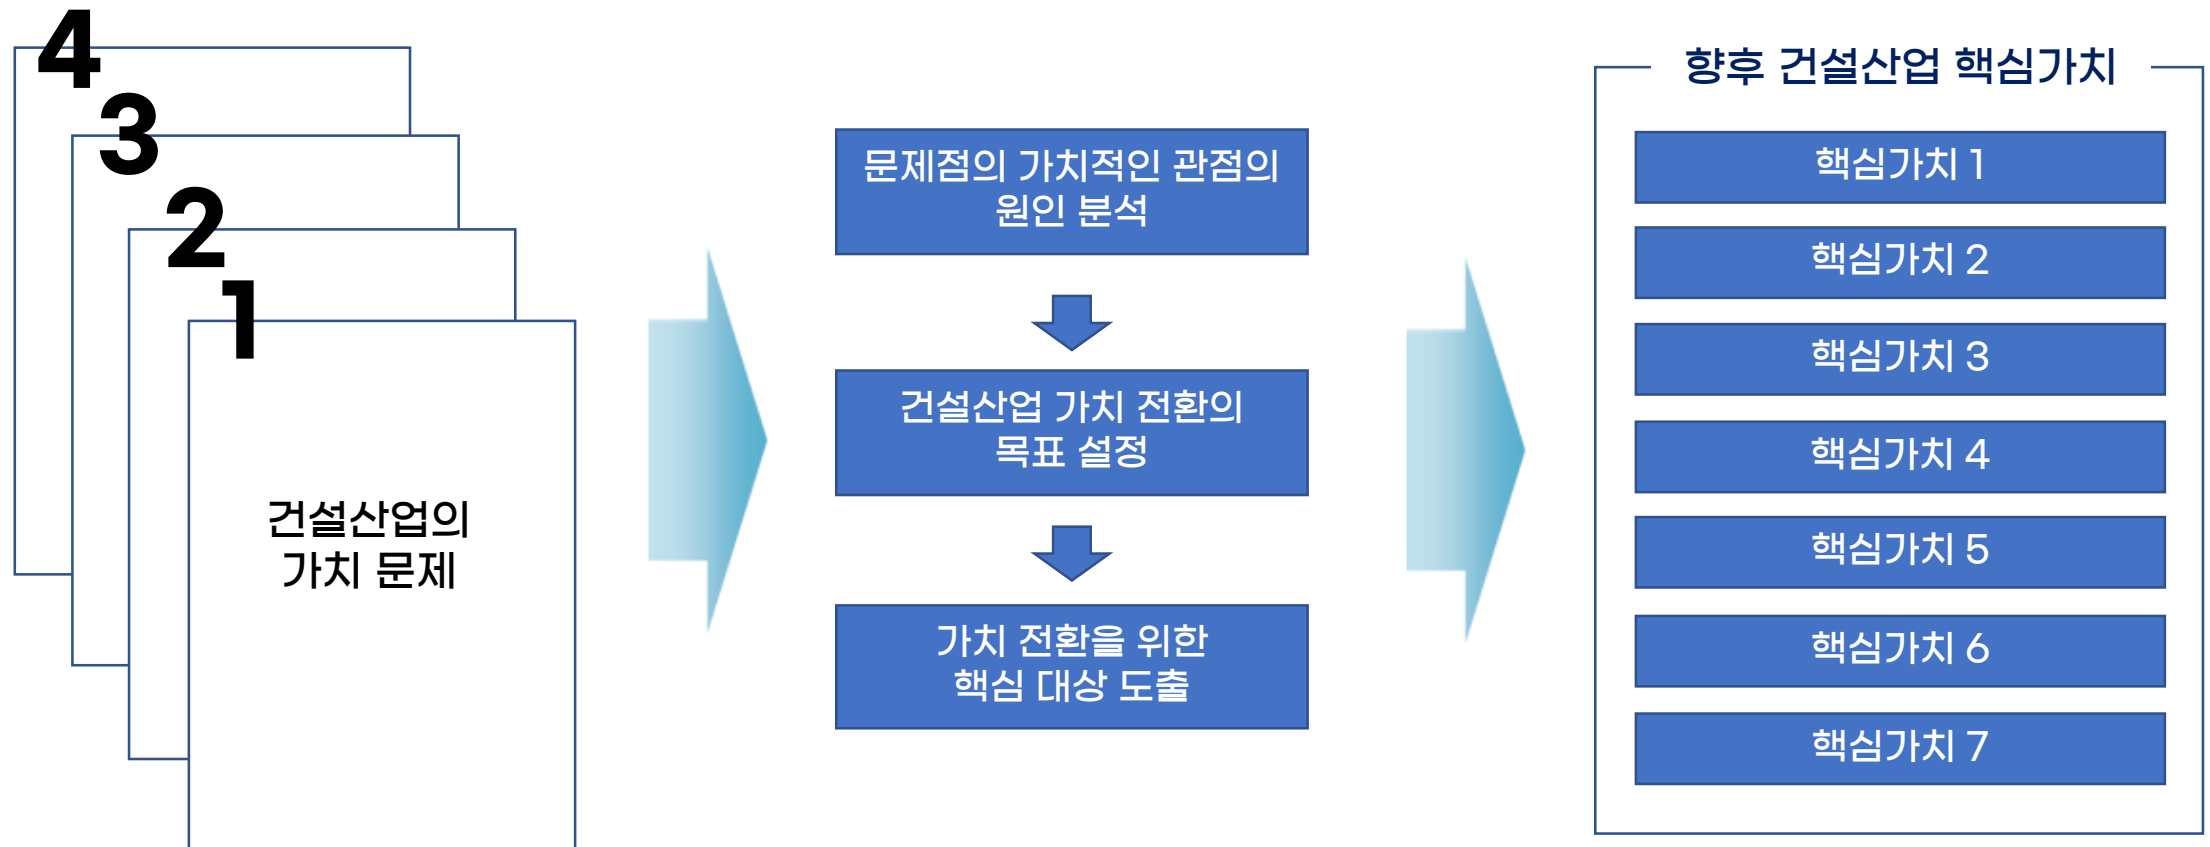 4
3
2
1
건설산업의
가치 문제
문제점의 가치적인 관점의
원인 분석
건설산업 가치 전환의
목표 설정
가치 전환을 위한
핵심 대상 도출
향후 건설산업 핵심가치
핵심가치 1
핵심가치 2
핵심가치 3
핵심가치 4
핵심가치 5
핵심가치 6
핵심가치 7